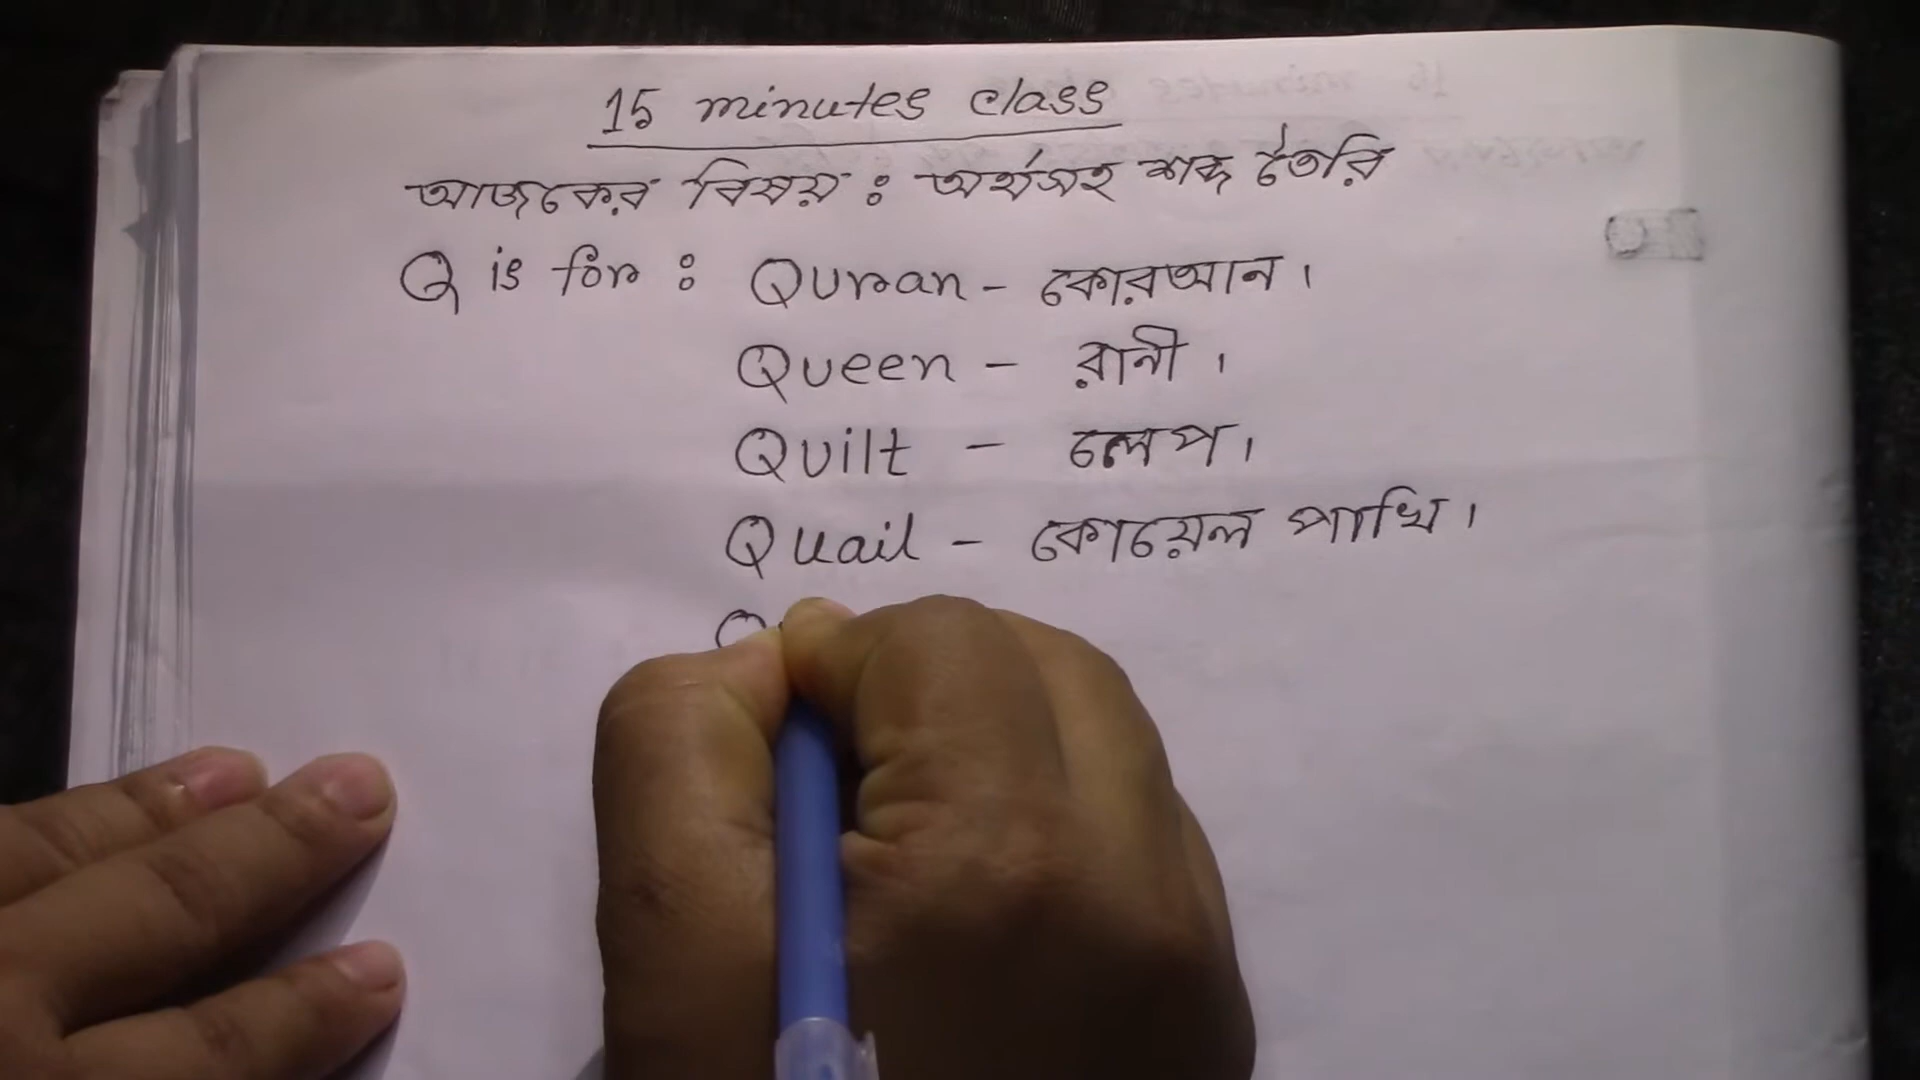 15 minutes class
আজকের বিষয় : অর্থসহ শব্দ তৈরি
Q is for : Quran - কোরআন।
Queen - রানী।
Quilt - লেপ।
Quail - কোয়েল পাখি।
Q